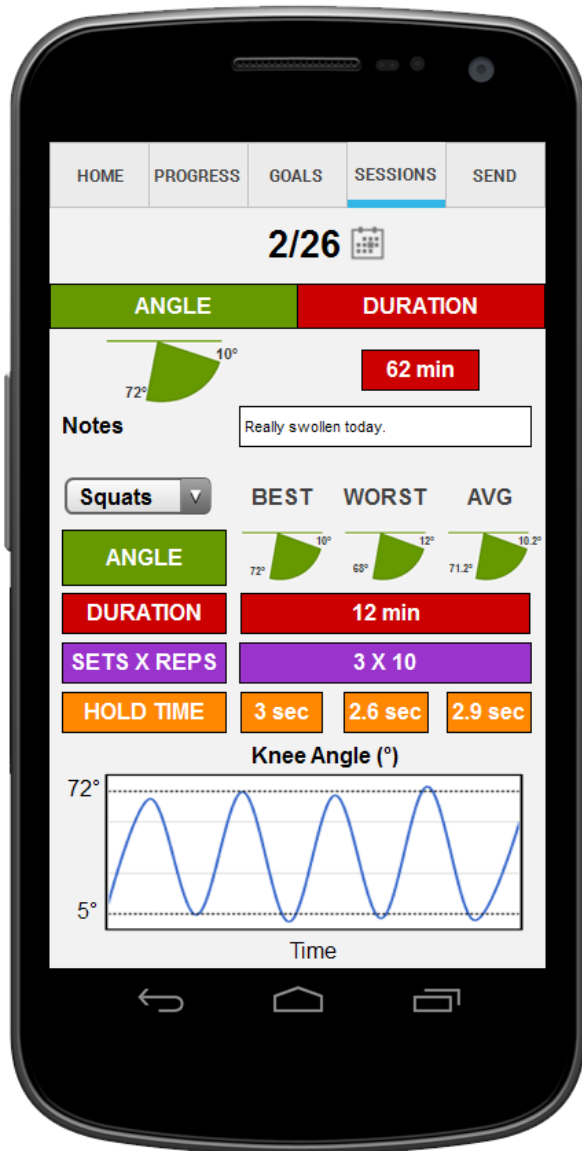 HOME PROGRESS GOALS SESSIONS SEND
2/26
ANGLE DURATION
10°
72°
62 min
Notes Really swollen today.
Squats BEST WORST AVG
ANGLE 10° 12° 10.2°
72° 68° 71.2°
DURATION 12 min
SETS X REPS 3 X 10
HOLD TIME 3 sec 2.6 sec 2.9 sec
Knee Angle (°)
72°
5°
Time